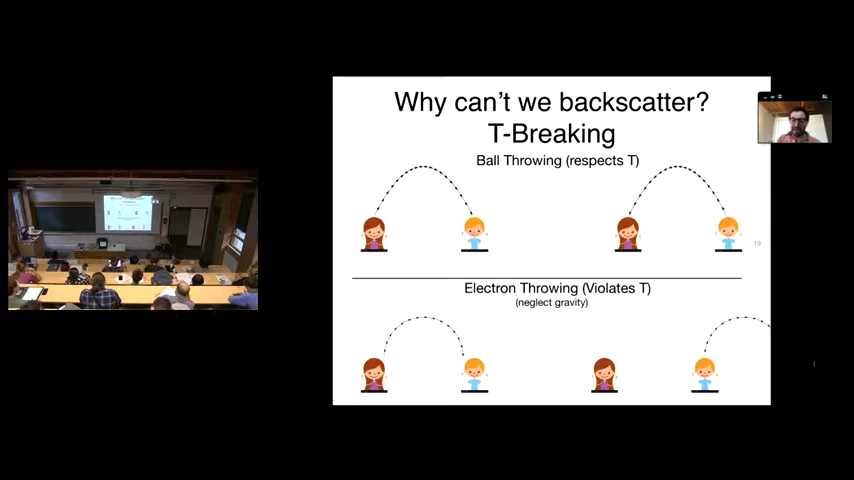 Why can't we backscatter?
T-Breaking
Ball Throwing (respects T)
19
Electron Throwing (Violates T)
(neglect gravity)